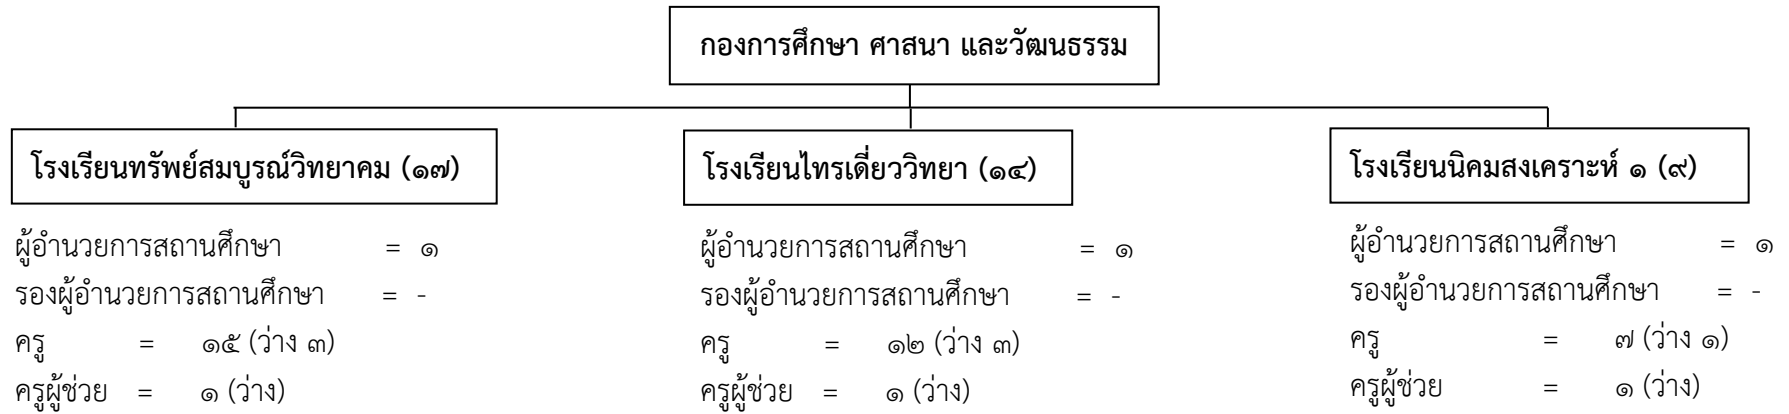 กองการศึกษา ศาสนา และวัฒนธรรม
โรงเรียนทรัพย์สมบูรณ์วิทยาคม (๑๗)
ผู้อำนวยการสถานศึกษา = ๑
รองผู้อำนวยการสถานศึกษา = -
ครู = ๑๕ (ว่าง ๓)
ครูผู้ช่วย = ๑ (ว่าง)
โรงเรียนไทรเดี่ยววิทยา (๑๔)
ผู้อำนวยการสถานศึกษา = ๑
รองผู้อำนวยการสถานศึกษา = -
ครู = ๑๒ (ว่าง ๓)
ครูผู้ช่วย = ๑ (ว่าง)
โรงเรียนนิคมสงเคราะห์ ๑ (๙)
ผู้อำนวยการสถานศึกษา = ๑
รองผู้อำนวยการสถานศึกษา = -
ครู = ๗ (ว่าง ๑)
ครูผู้ช่วย = ๑ (ว่าง)